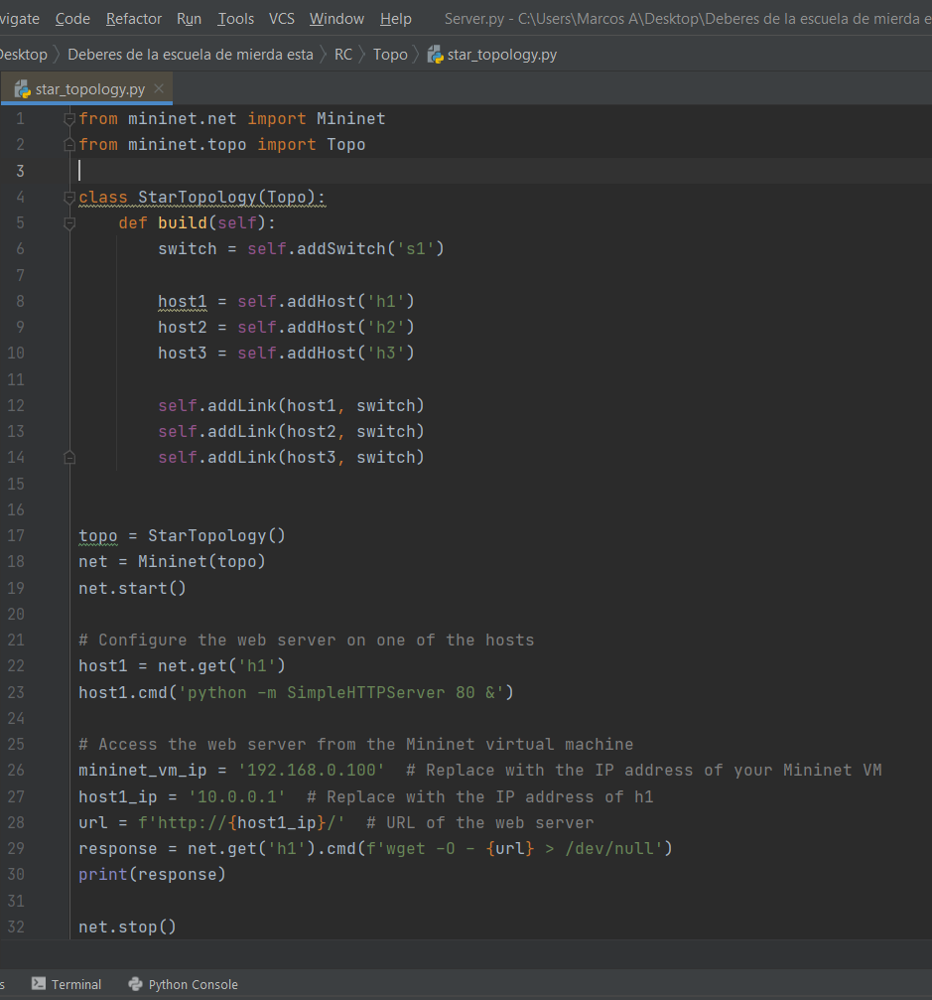 vigate Code Refactor Run Tools VCS Window Help Server.py - C:\Users\Marcos A\Desktop\Deberes de la escuela de mierda e
Desktop Deberes de la escuela de mierda esta RC Topo star_topology.py
star_topology.py
1 from mininet.net import Mininet
2 from mininet.topo import Topo
3
4 class StarTopology(Topo):
5     def build(self):
6         switch = self.addSwitch('s1')
7
8         host1 = self.addHost('h1')
9         host2 = self.addHost('h2')
10         host3 = self.addHost('h3')
11
12         self.addLink(host1, switch)
13         self.addLink(host2, switch)
14         self.addLink(host3, switch)
15
16
17 topo = StarTopology()
18 net = Mininet(topo)
19 net.start()
20
21 # Configure the web server on one of the hosts
22 host1 = net.get('h1')
23 host1.cmd('python -m SimpleHTTPServer 80 &')
24
25 # Access the web server from the Mininet virtual machine
26 mininet_vm_ip = '192.168.0.100'  # Replace with the IP address of your Mininet VM
27 host1_ip = '10.0.0.1'  # Replace with the IP address of h1
28 url = f'http://{host1_ip}/'  # URL of the web server
29 response = net.get('h1').cmd(f'wget -O - {url} > /dev/null')
30 print(response)
31
32 net.stop()
s Terminal Python Console